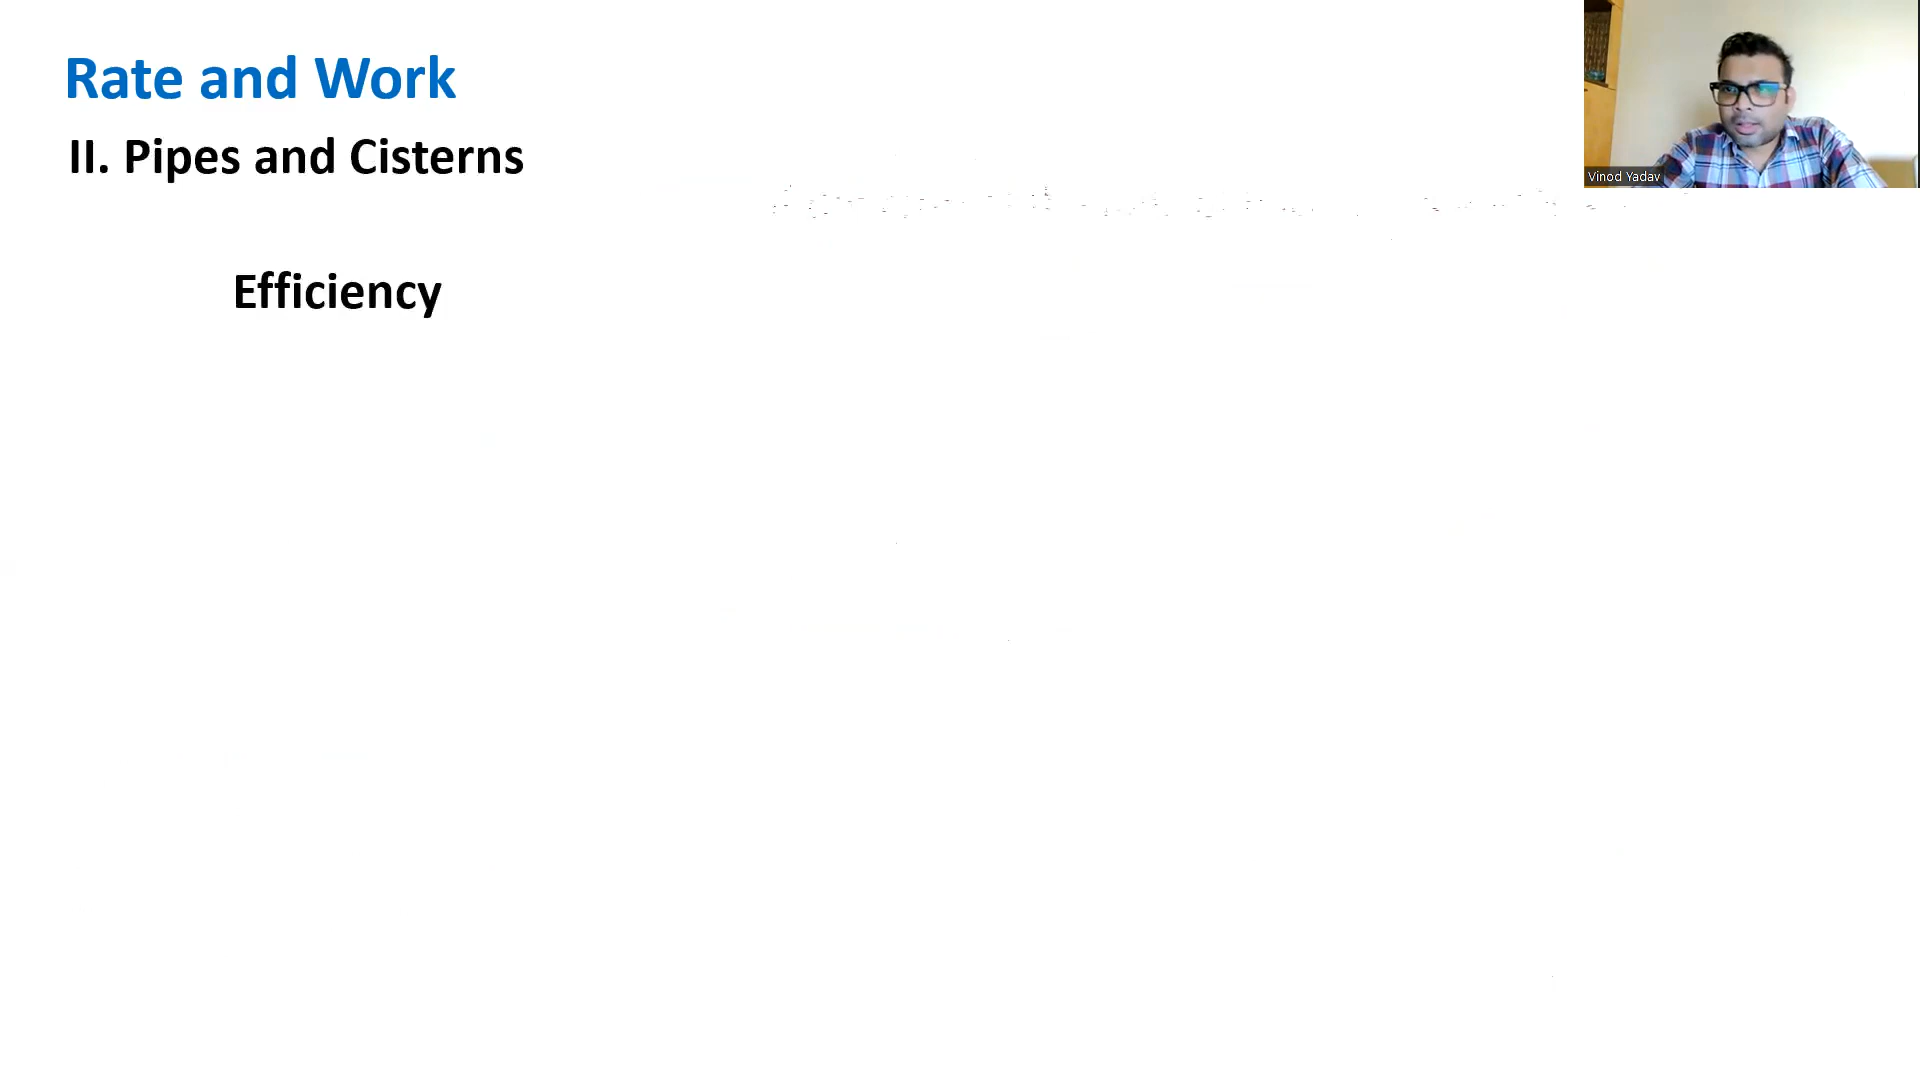 Rate and Work
II. Pipes and Cisterns
Efficiency
Vinod Yadav